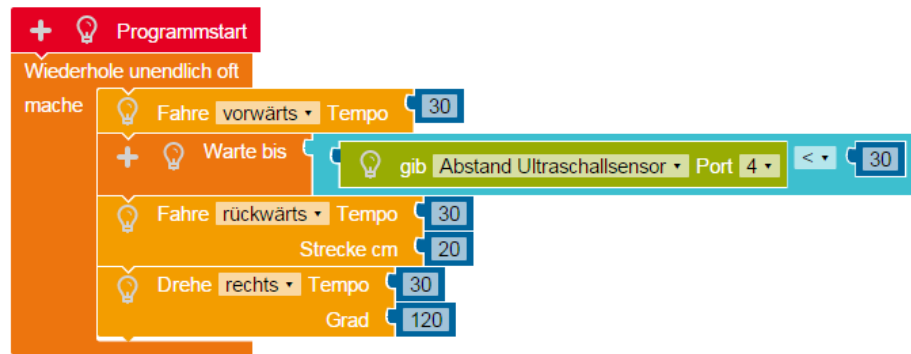 + Programmstart
Wiederhole unendlich oft
mache Fahre vorwärts Tempo 30
+ Warte bis gib Abstand Ultraschallsensor Port 4 < 30
Fahre rückwärts Tempo 30
Strecke cm 20
Drehe rechts Tempo 30
Grad 120